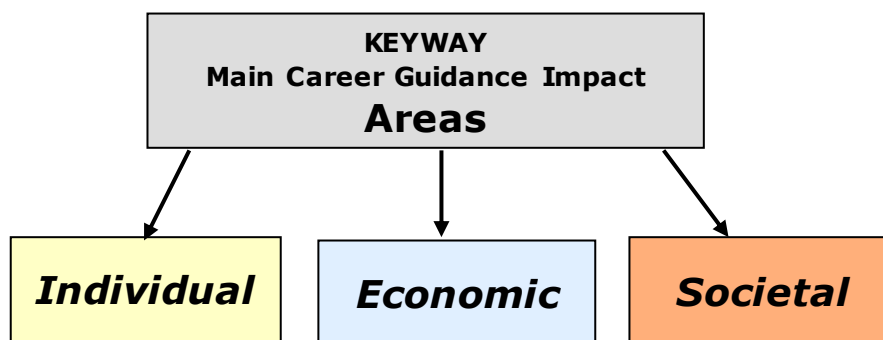 KEYWAY
Main Career Guidance Impact
Areas
Individual
Economic
Societal